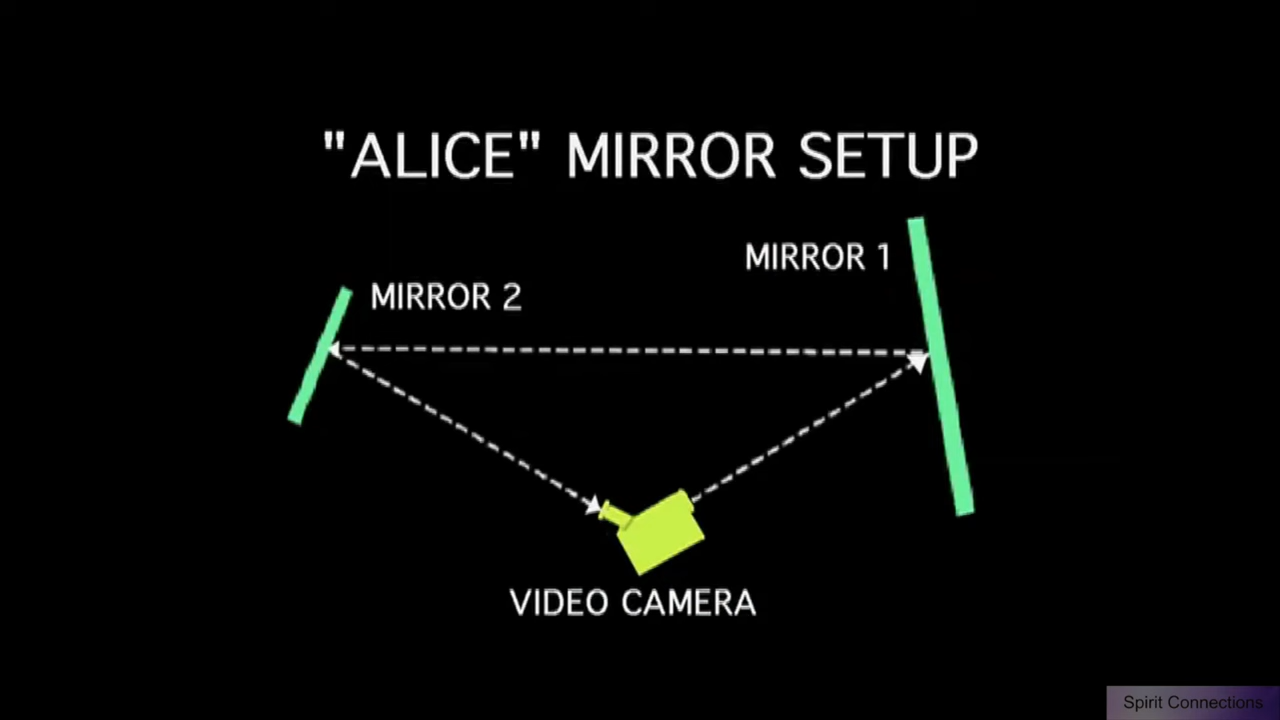 "ALICE" MIRROR SETUP
MIRROR 1
MIRROR 2
VIDEO CAMERA
Spirit Connections